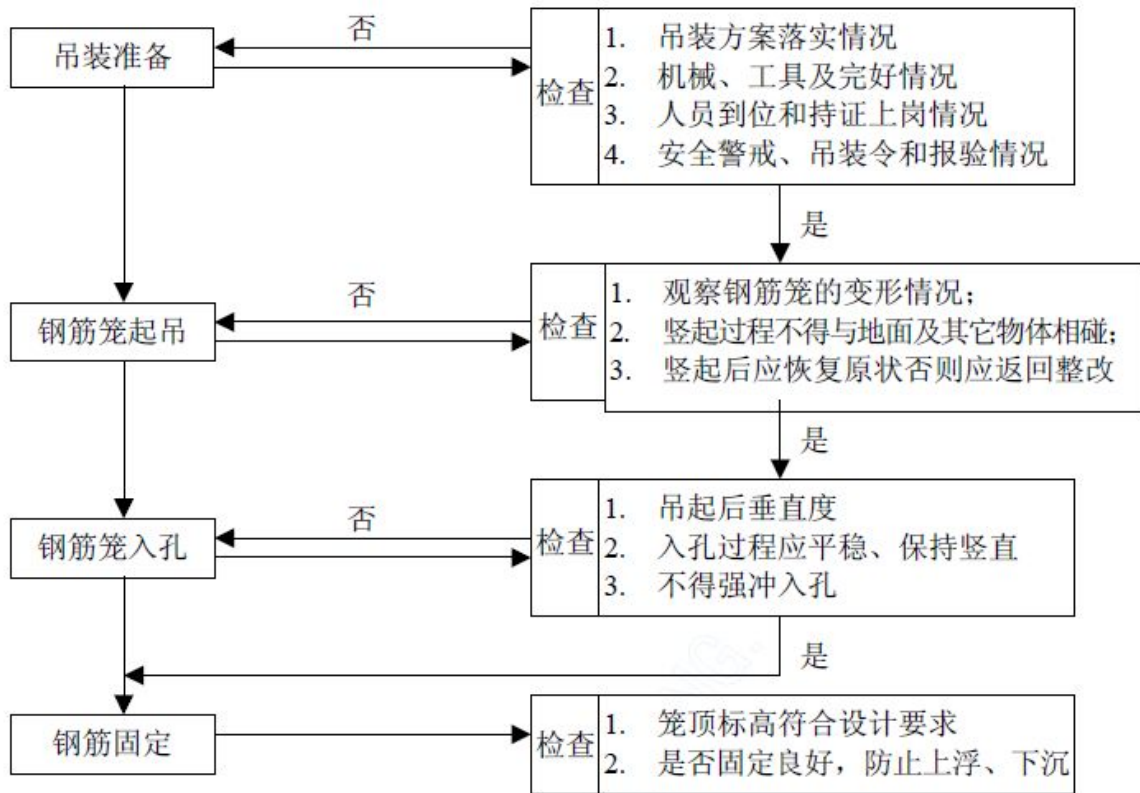 否
吊装准备
检查
1. 吊装方案落实情况
2. 机械、工具及完好情况
3. 人员到位和持证上岗情况
4. 安全警戒、吊装令和报验情况
是
否
钢筋笼起吊
检查
1. 观察钢筋笼的变形情况；
2. 竖起过程不得与地面及其它物体相碰；
3. 竖起后应恢复原状否则应返回整改
是
否
钢筋笼入孔
检查
1. 吊起后垂直度
2. 入孔过程应平稳、保持竖直
3. 不得强冲入孔
是
钢筋固定
检查
1. 笼顶标高符合设计要求
2. 是否固定良好，防止上浮、下沉